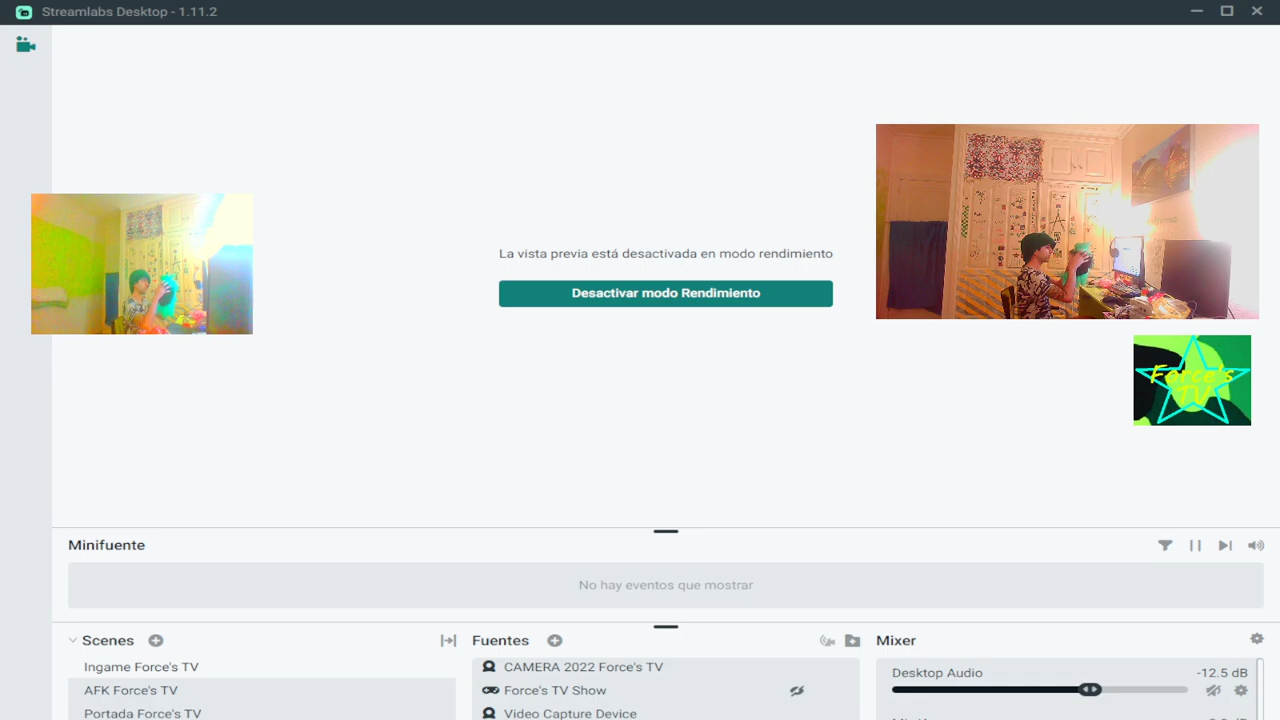 Streamlabs Desktop - 1.11.2
La vista previa está desactivada en modo rendimiento
Desactivar modo Rendimiento
Force's
TV
Minifuente
No hay eventos que mostrar
Scenes
Ingame Force's TV
AFK Force's TV
Portada Force's TV
Fuentes
CAMERA 2022 Force's TV
Force's TV Show
Video Capture Device
Mixer
Desktop Audio -12.5 dB